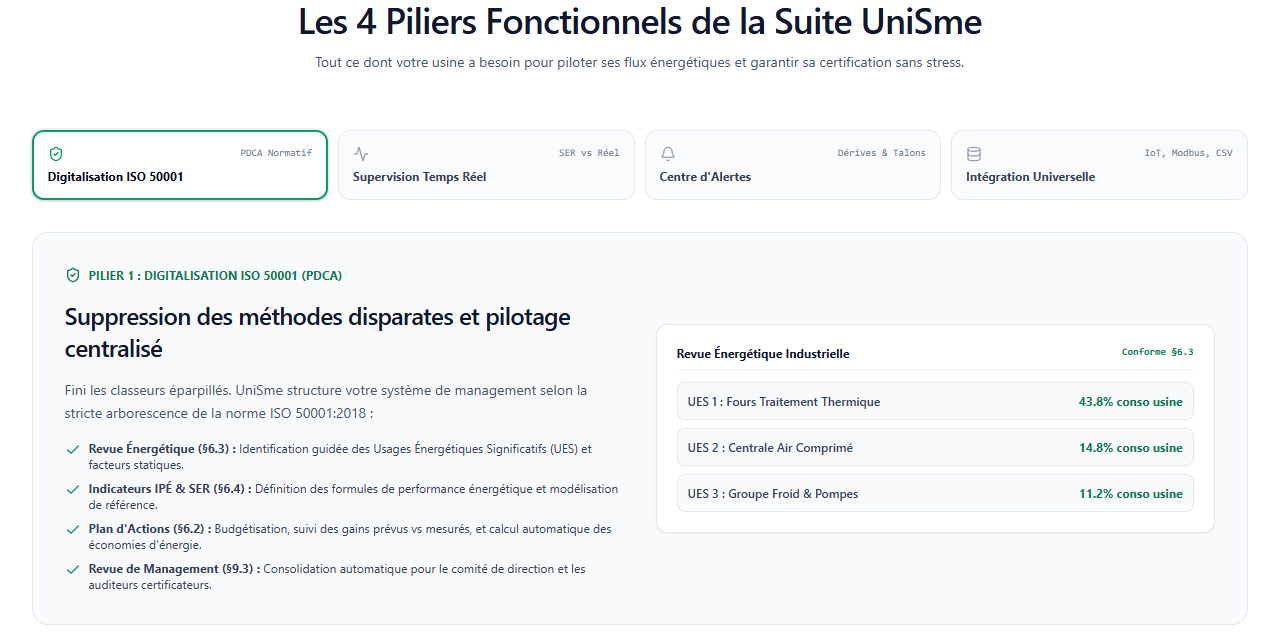 Les 4 Piliers Fonctionnels de la Suite UniSme
Tout ce dont votre usine a besoin pour piloter ses flux énergétiques et garantir sa certification sans stress.
PDCA Normatif
Digitalisation ISO 50001
SER vs Réel
Supervision Temps Réel
Dérives & Talons
Centre d'Alertes
IoT, Modbus, CSV
Intégration Universelle
PILIER 1 : DIGITALISATION ISO 50001 (PDCA)
Suppression des méthodes disparates et pilotage
centralisé
Fini les classeurs éparpillés. UniSme structure votre système de management selon la
stricte arborescence de la norme ISO 50001:2018 :
Revue Énergétique (§6.3) : Identification guidée des Usages Énergétiques Significatifs (UES) et
facteurs statiques.
Indicateurs IPÉ & SER (§6.4) : Définition des formules de performance énergétique et modélisation
de référence.
Plan d'Actions (§6.2) : Budgétisation, suivi des gains prévus vs mesurés, et calcul automatique des
économies d'énergie.
Revue de Management (§9.3) : Consolidation automatique pour le comité de direction et les
auditeurs certificateurs.
Revue Énergétique Industrielle
Conforme §6.3
UES 1 : Fours Traitement Thermique
43.8% conso usine
UES 2 : Centrale Air Comprimé
14.8% conso usine
UES 3 : Groupe Froid & Pompes
11.2% conso usine